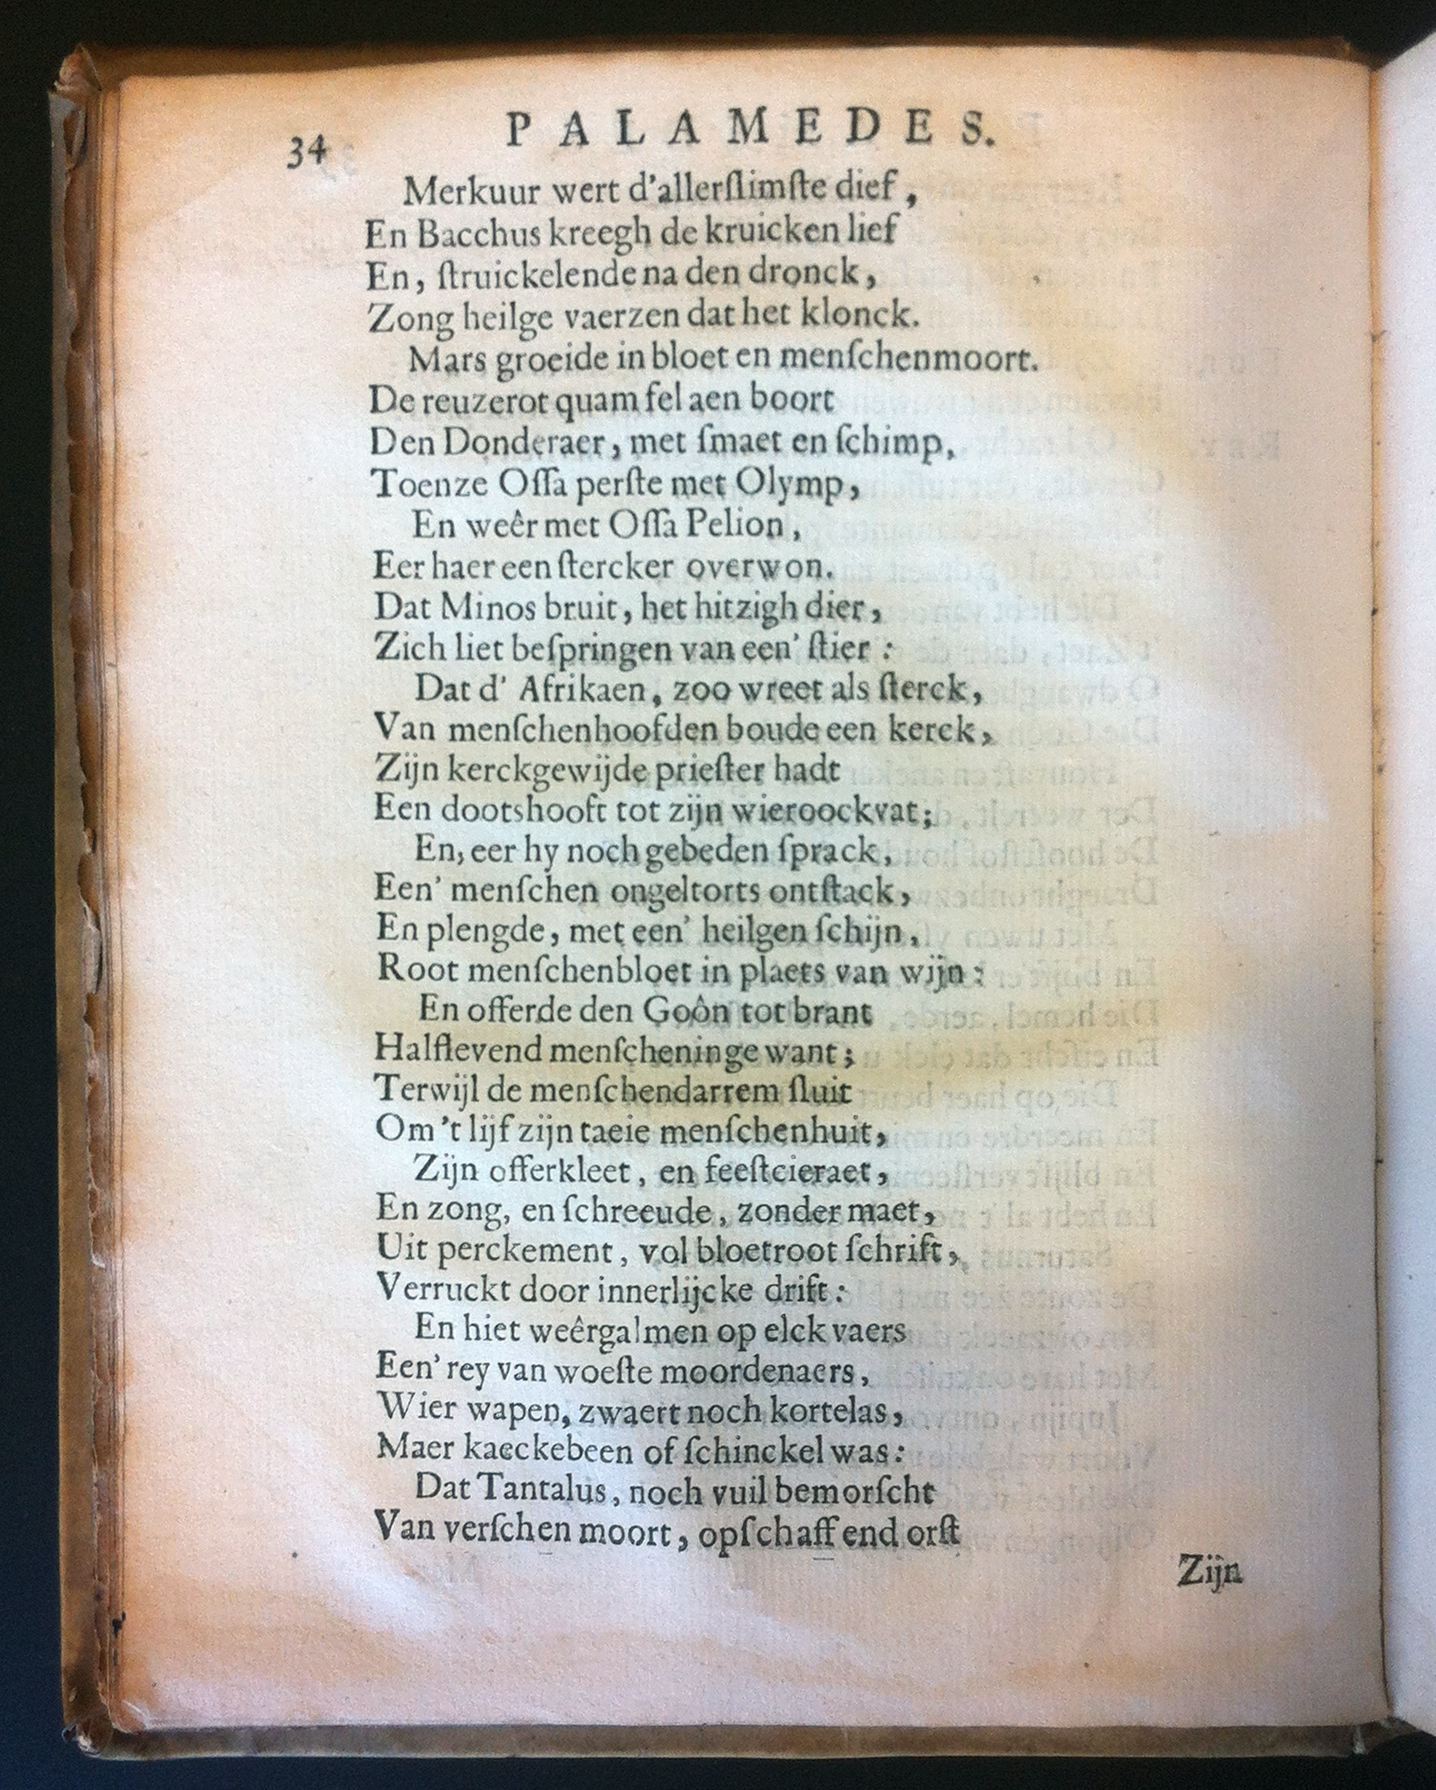 34
PALAMEDES.
Merkuur wert d'allerſlimſte dief,
En Bacchus kreegh de kruicken lief
En, ſtruickelende na den dronck,
Zong heilge vaerzen dat het klonck.
Mars groeide in bloet en menſchenmoort.
De reuzerot quam fel aen boort
Den Donderaer, met ſmaet en ſchimp,
Toenze Oſſa perſte met Olymp,
En weêr met Oſſa Pelion,
Eer haer een ſtercker overwon.
Dat Minos bruit, het hitzigh dier,
Zich liet beſpringen van een' ſtier:
Dat d' Afrikaen, zoo wreet als ſterck,
Van menſchenhoofden boude een kerck,
Zijn kerckgewijde prieſter hadt
Een dootshooft tot zijn wieroockvat;
En, eer hy noch gebeden ſprack,
Een' menſchen ongeltorts ontſtack,
En plengde, met een' heilgen ſchijn,
Root menſchenbloet in plaets van wijn:
En offerde den Goôn tot brant
Halflevend menſcheningewant;
Terwijl de menſchendarrem ſluit
Om 't lijf zijn taeie menſchenhuit,
Zijn offerkleet, en feeſtcieraet,
En zong, en ſchreeude, zonder maet,
Uit perckement, vol bloetroot ſchrift,
Verruckt door innerlijcke drift:
En hiet weêrgalmen op elck vaers
Een' rey van woeſte moordenaers,
Wier wapen, zwaert noch kortelas,
Maer kaeckebeen of ſchinckel was:
Dat Tantalus, noch vuil bemorſcht
Van verſchen moort, opſchaffend orſt
Zijn